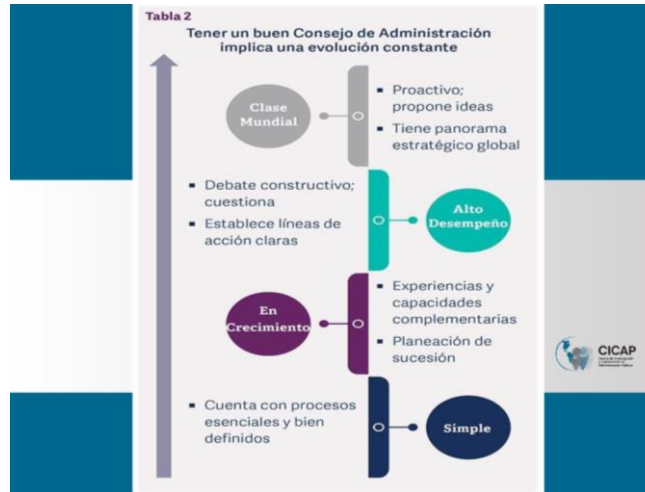 Tabla 2
Tener un buen Consejo de Administración
implica una evolución constante
Clase
Mundial
▪ Proactivo;
propone ideas
▪ Tiene panorama
estratégico global
▪ Debate constructivo;
cuestiona
▪ Establece líneas de
acción claras
Alto
Desempeño
En
Crecimiento
▪ Experiencias y
capacidades
complementarias
▪ Planeación de
sucesión
▪ Cuenta con procesos
esenciales y bien
definidos
Simple
CICAP